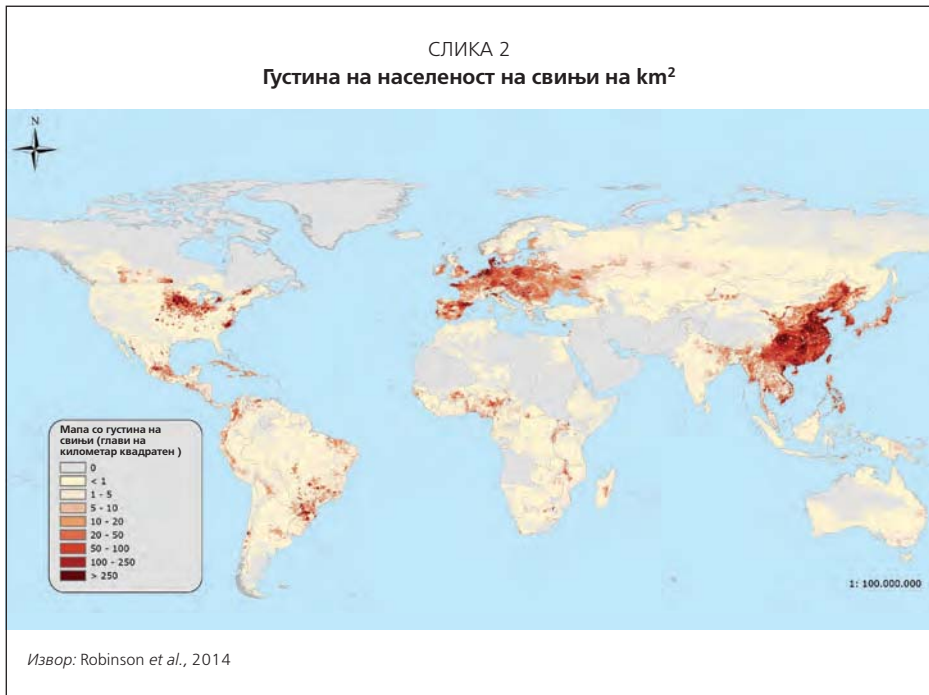 СЛИКА 2
Густина на населеност на свињи на km²
N
Мапа со густина на
свињи (глави на
километар квадратен )
0
< 1
1 - 5
5 - 10
10 - 20
20 - 50
50 - 100
100 - 250
> 250
1: 100.000.000
Извор: Robinson et al., 2014